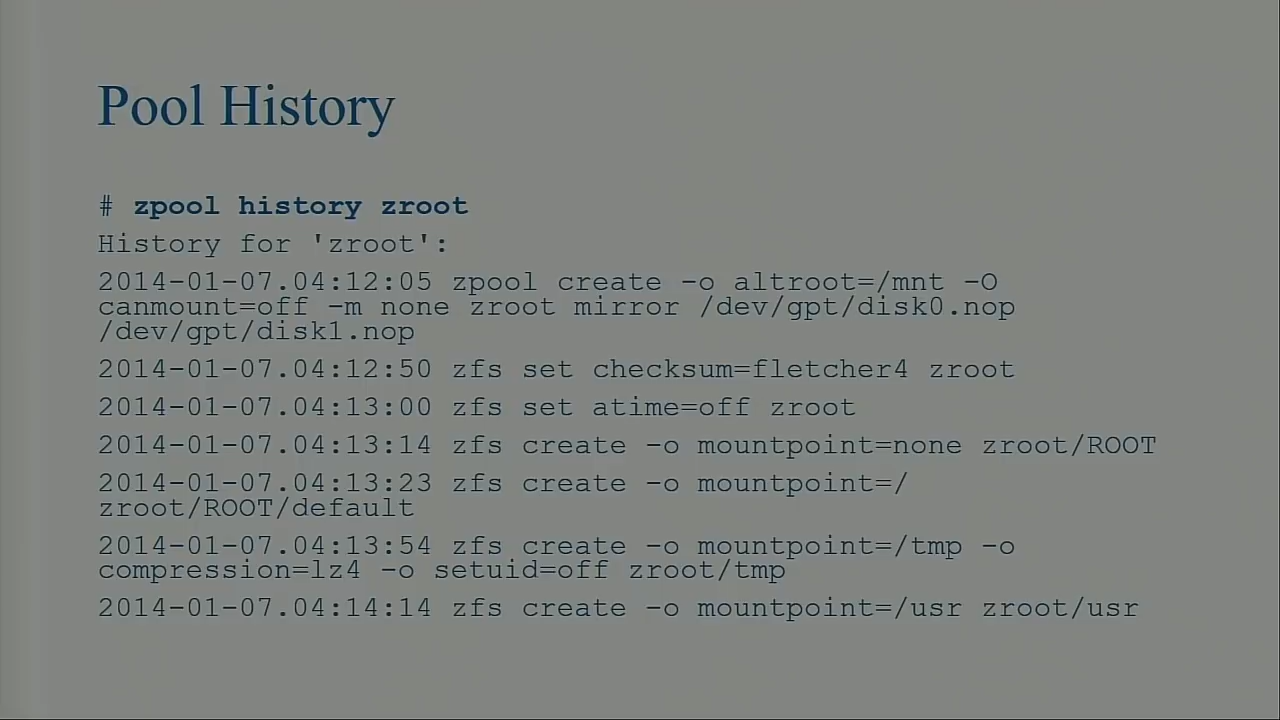 Pool History
# zpool history zroot
History for 'zroot':
2014-01-07.04:12:05 zpool create -o altroot=/mnt -O
canmount=off -m none zroot mirror /dev/gpt/disk0.nop
/dev/gpt/disk1.nop
2014-01-07.04:12:50 zfs set checksum=fletcher4 zroot
2014-01-07.04:13:00 zfs set atime=off zroot
2014-01-07.04:13:14 zfs create -o mountpoint=none zroot/ROOT
2014-01-07.04:13:23 zfs create -o mountpoint=/
zroot/ROOT/default
2014-01-07.04:13:54 zfs create -o mountpoint=/tmp -o
compression=lz4 -o setuid=off zroot/tmp
2014-01-07.04:14:14 zfs create -o mountpoint=/usr zroot/usr